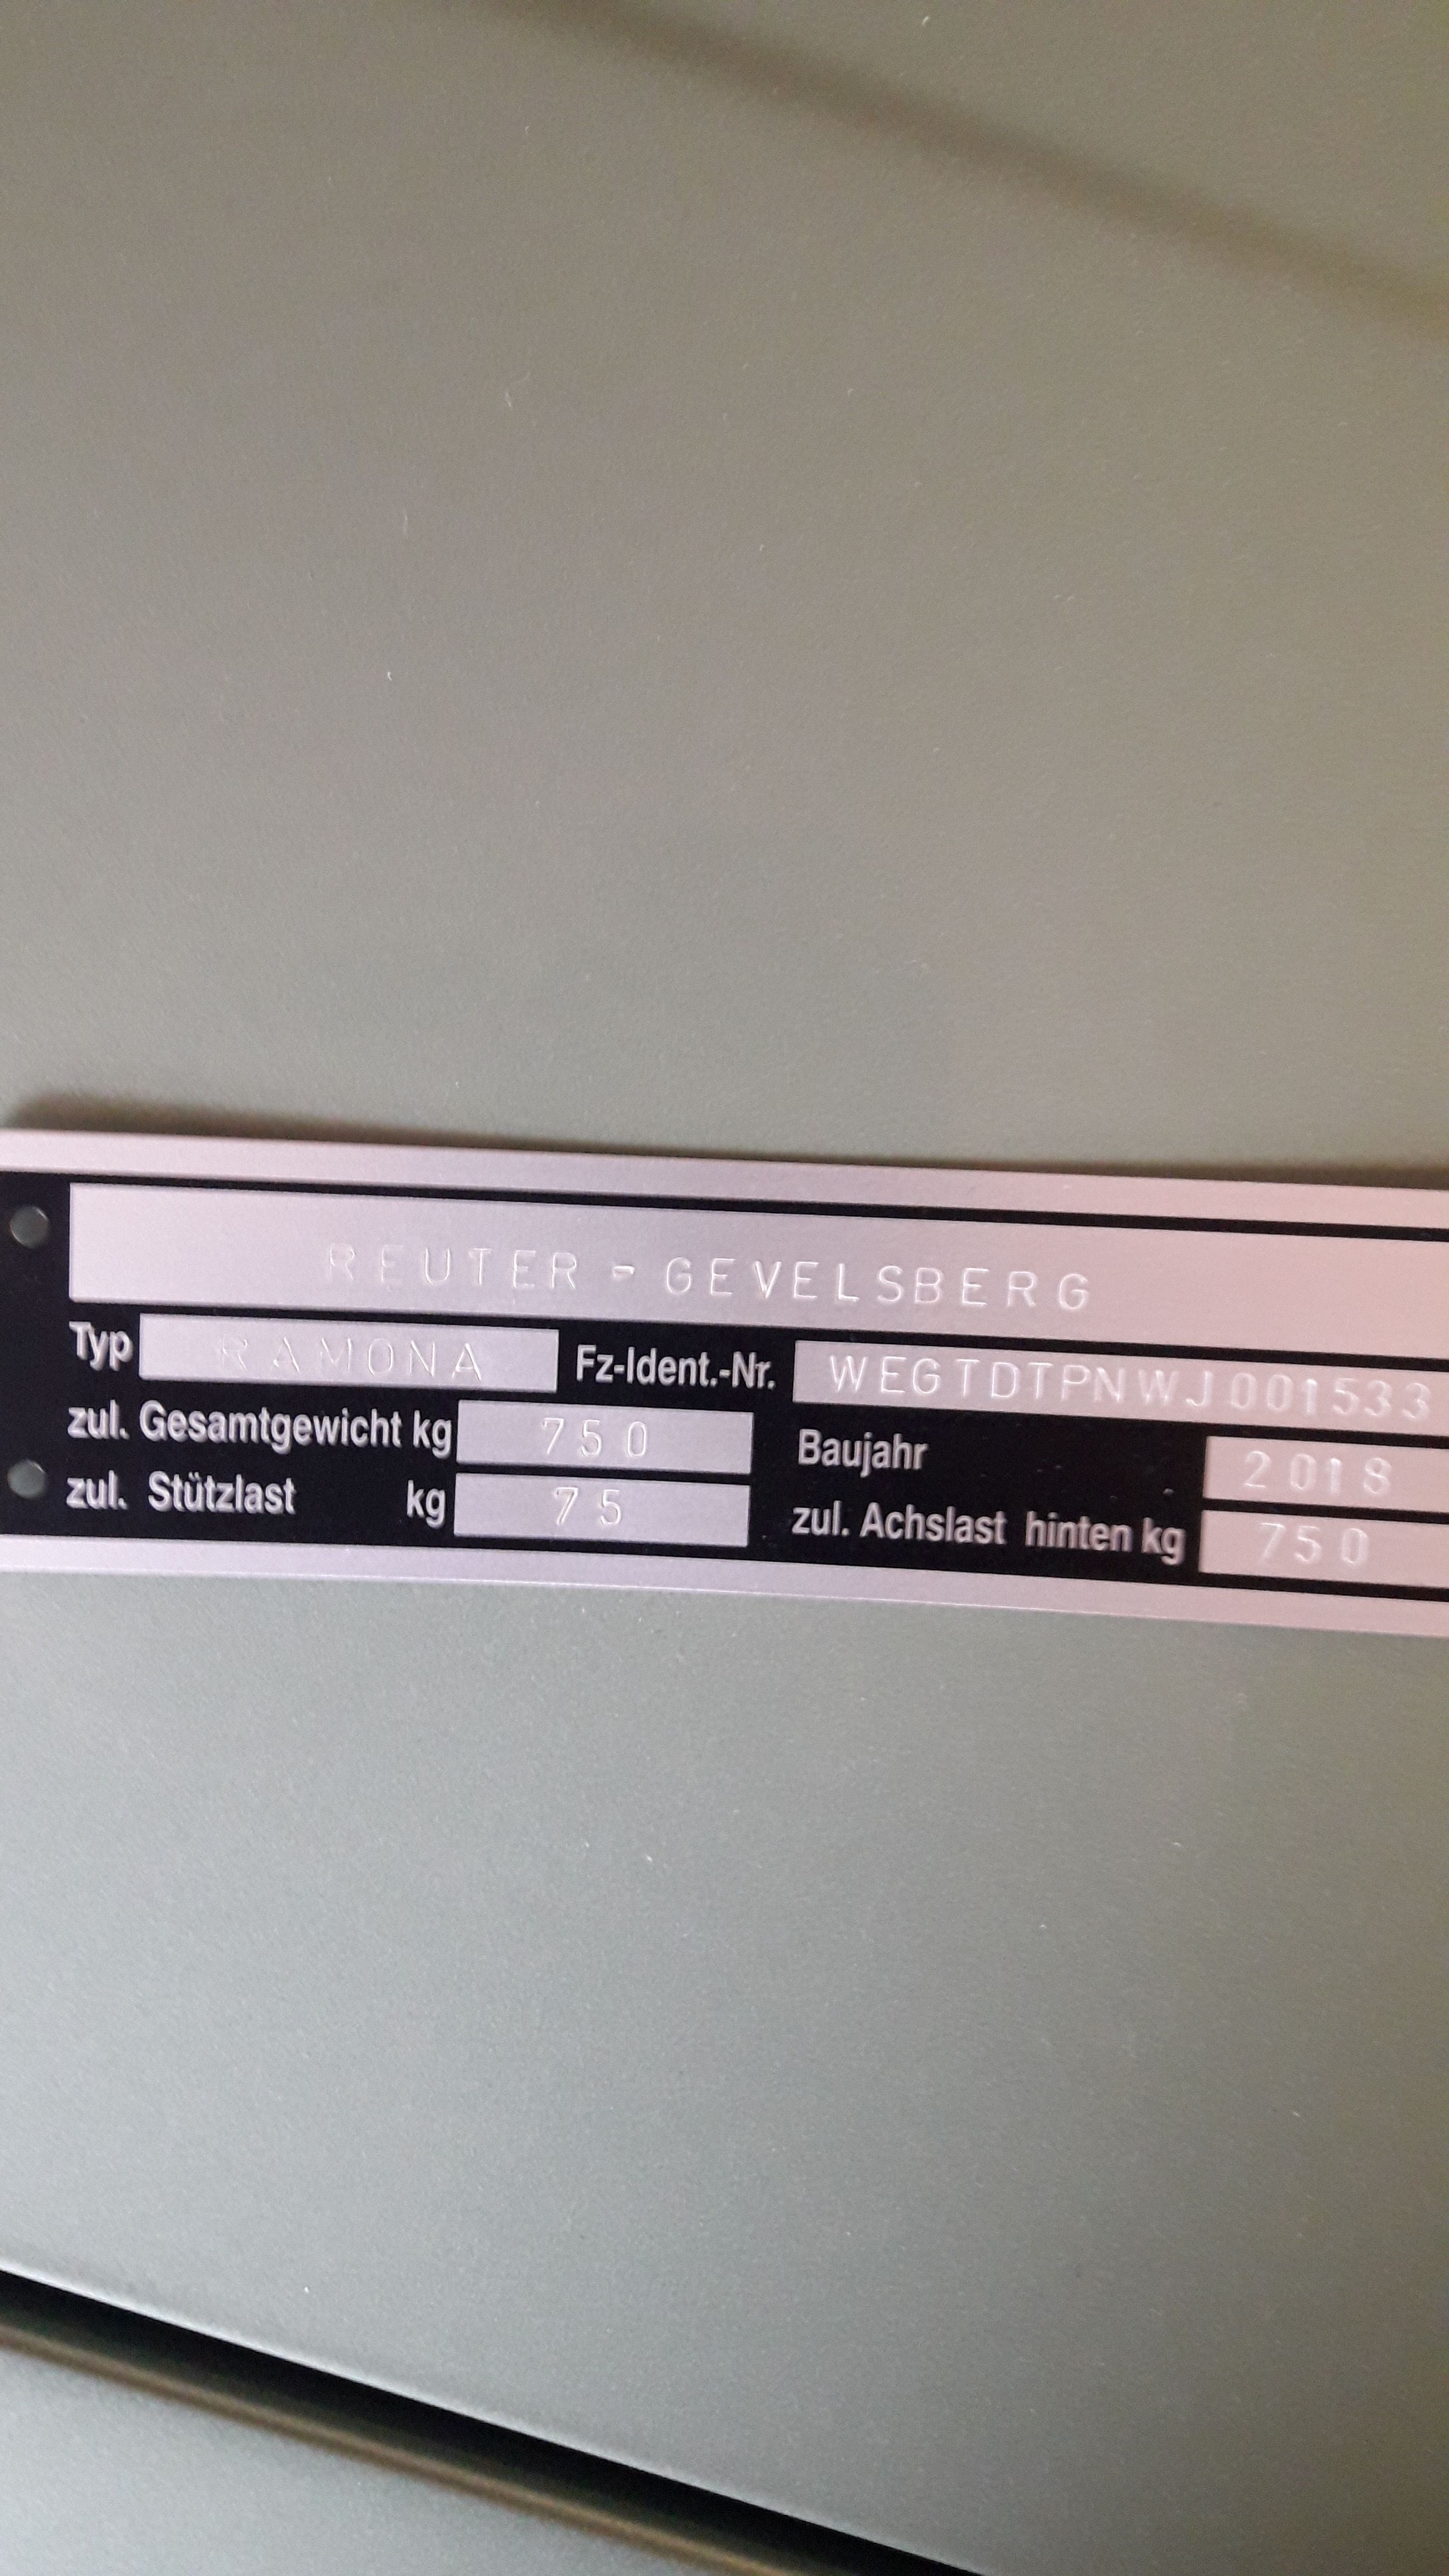 REUTER - GEVELSBERG
Typ RAMONA Fz-Ident.-Nr. WEGTDTPNWJ001533
zul. Gesamtgewicht kg 750 Baujahr 2018
zul. Stützlast kg 75 zul. Achslast hinten kg 750